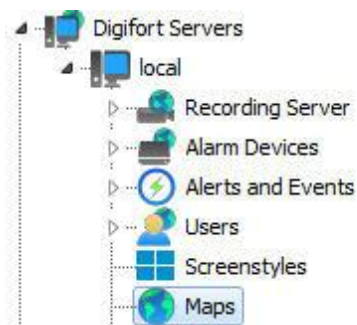 Digifort Servers
local
Recording Server
Alarm Devices
Alerts and Events
Users
Screenstyles
Maps